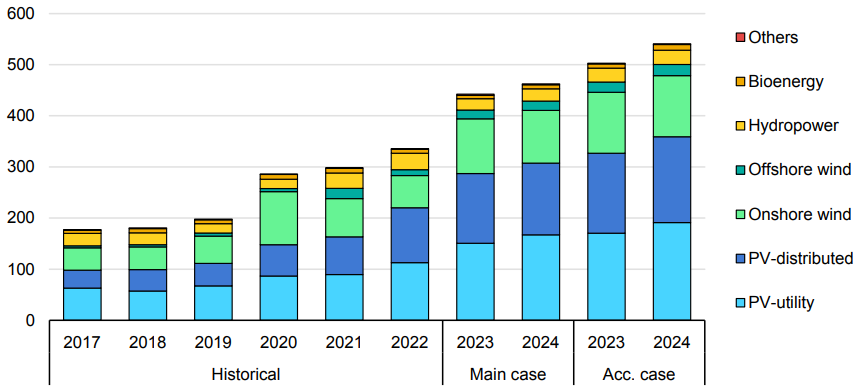 600
500
400
300
200
100
0
2017 2018 2019 2020 2021 2022 2023 2024 2023 2024
Historical Main case Acc. case
Others
Bioenergy
Hydropower
Offshore wind
Onshore wind
PV-distributed
PV-utility